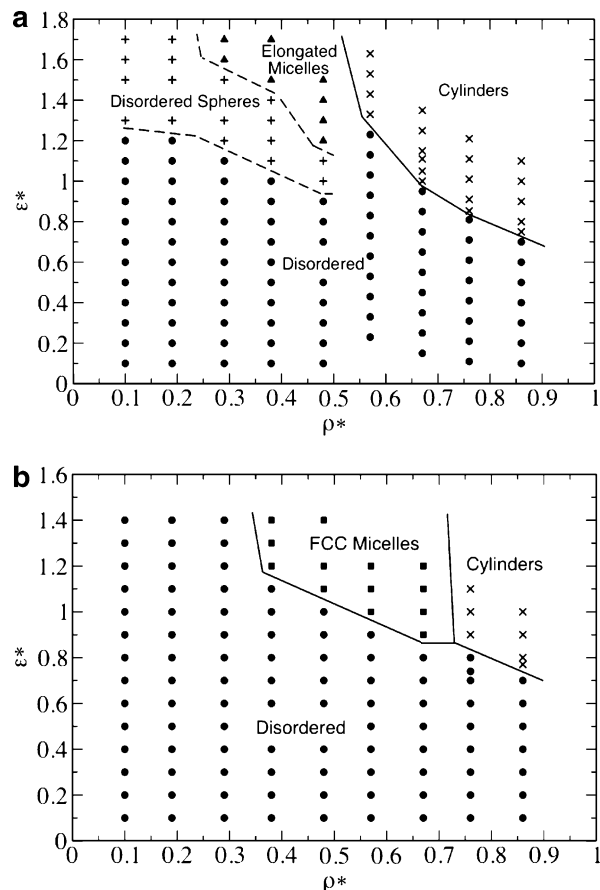 a
1.8
1.6
1.4
1.2
1
0.8
0.6
0.4
0.2
0
ε*
Elongated
Micelles
Disordered Spheres
Cylinders
Disordered
0 0.1 0.2 0.3 0.4 0.5 0.6 0.7 0.8 0.9 1
ρ*
b
1.6
1.4
1.2
1
0.8
0.6
0.4
0.2
0
ε*
FCC Micelles
Cylinders
Disordered
0 0.1 0.2 0.3 0.4 0.5 0.6 0.7 0.8 0.9 1
ρ*